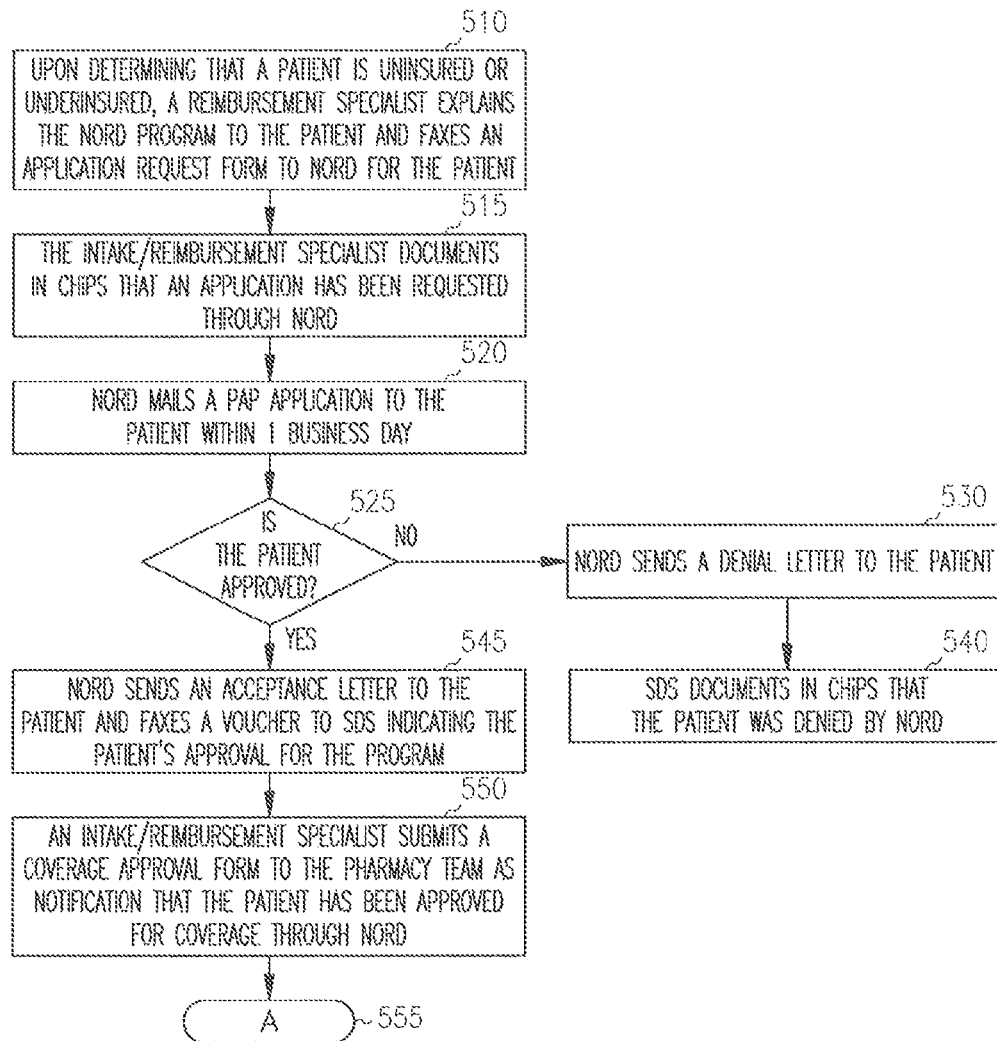 510
UPON DETERMINING THAT A PATIENT IS UNINSURED OR
UNDERINSURED, A REIMBURSEMENT SPECIALIST EXPLAINS
THE NORD PROGRAM TO THE PATIENT AND FAXES AN
APPLICATION REQUEST FORM TO NORD FOR THE PATIENT
515
THE INTAKE/REIMBURSEMENT SPECIALIST DOCUMENTS
IN CHIPS THAT AN APPLICATION HAS BEEN REQUESTED
THROUGH NORD
520
NORD MAILS A PAP APPLICATION TO THE
PATIENT WITHIN 1 BUSINESS DAY
525
IS
THE PATIENT
APPROVED?
NO
YES
530
NORD SENDS A DENIAL LETTER TO THE PATIENT
540
SDS DOCUMENTS IN CHIPS THAT
THE PATIENT WAS DENIED BY NORD
545
NORD SENDS AN ACCEPTANCE LETTER TO THE
PATIENT AND FAXES A VOUCHER TO SDS INDICATING THE
PATIENT'S APPROVAL FOR THE PROGRAM
550
AN INTAKE/REIMBURSEMENT SPECIALIST SUBMITS A
COVERAGE APPROVAL FORM TO THE PHARMACY TEAM AS
NOTIFICATION THAT THE PATIENT HAS BEEN APPROVED
FOR COVERAGE THROUGH NORD
A
555